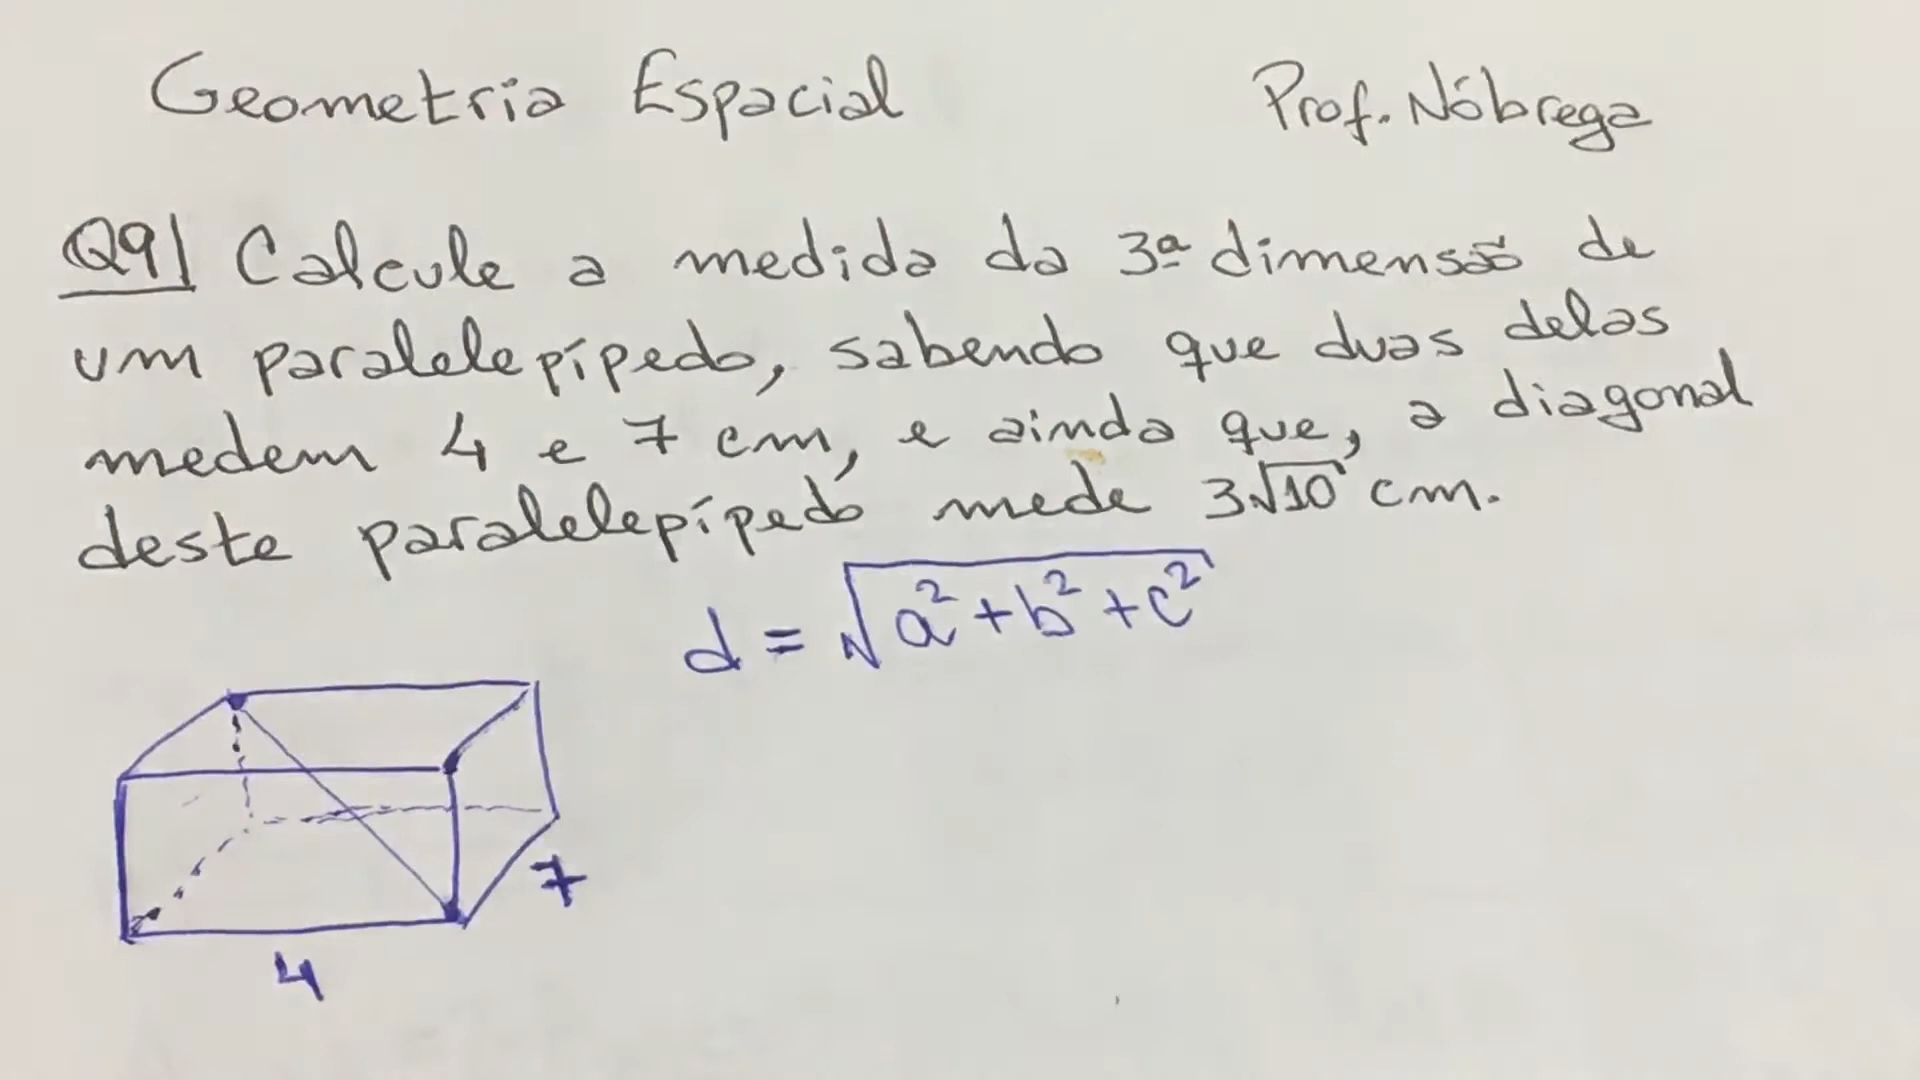 Geometria Espacial Prof. Nóbrega
Q9| Calcule a medida da 3ª dimensão de
um paralelepípedo, sabendo que duas delas
medem 4 e 7 cm, e ainda que, a diagonal
deste paralelepípedo mede 3√10 cm.
d = √a²+b²+c²
7
4